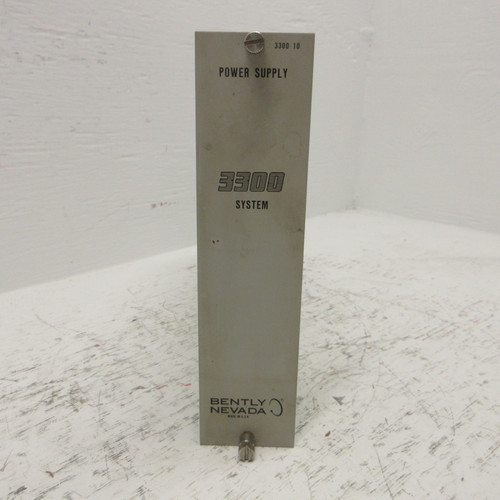 3300 10
POWER SUPPLY
3300
SYSTEM
BENTLY
NEVADA